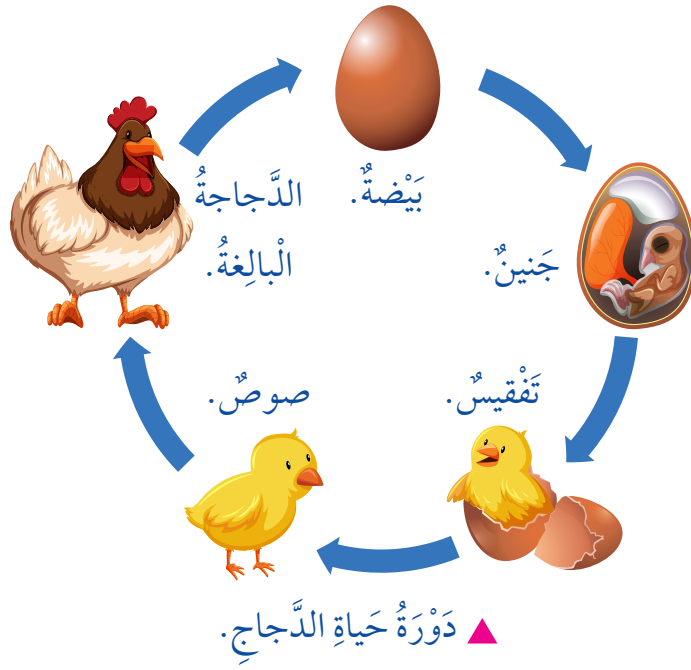 بَيْضةٌ.
جَنينٌ.
تَفْقيسٌ.
صوصٌ.
الدَّجاجةُ
الْبالِغةُ.
دَوْرَةُ حَياةِ الدَّجاجِ.